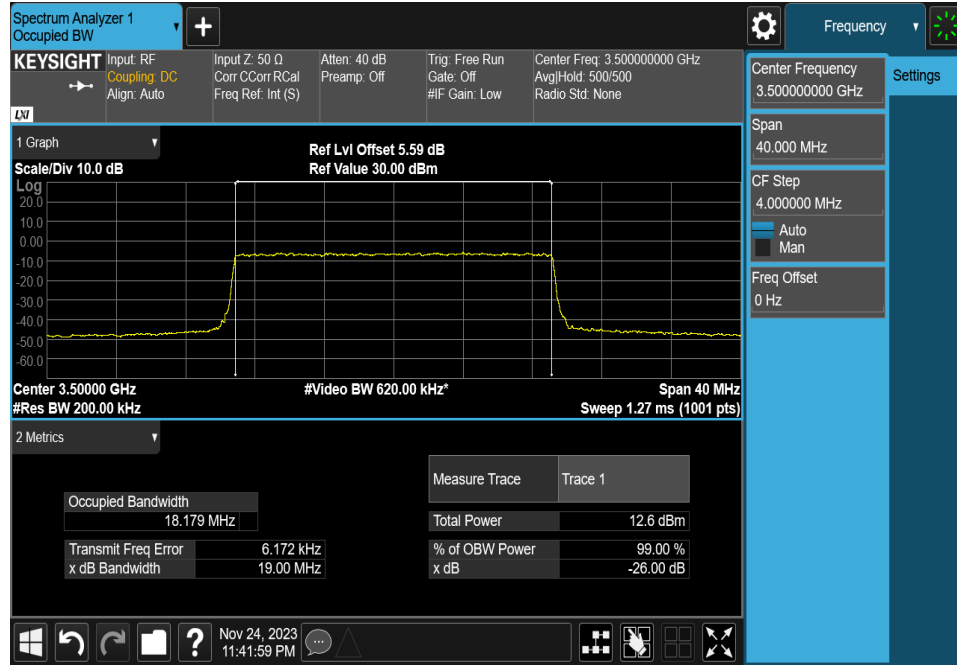 Spectrum Analyzer 1
Occupied BW
+
Frequency
KEYSIGHT
Input: RF
Coupling: DC
Align: Auto
Input Z: 50 Ω
Corr CCorr RCal
Freq Ref: Int (S)
Atten: 40 dB
Preamp: Off
Trig: Free Run
Gate: Off
#IF Gain: Low
Center Freq: 3.500000000 GHz
Avg|Hold: 500/500
Radio Std: None
LXI
Center Frequency
3.500000000 GHz
Settings
Span
40.000 MHz
CF Step
4.000000 MHz
Auto
Man
Freq Offset
0 Hz
1 Graph
Ref Lvl Offset 5.59 dB
Scale/Div 10.0 dB
Ref Value 30.00 dBm
Log
20.0
10.0
0.00
-10.0
-20.0
-30.0
-40.0
-50.0
-60.0
Center 3.50000 GHz
#Video BW 620.00 kHz*
Span 40 MHz
#Res BW 200.00 kHz
Sweep 1.27 ms (1001 pts)
2 Metrics
Measure Trace
Trace 1
Occupied Bandwidth
18.179 MHz
Total Power
12.6 dBm
Transmit Freq Error
6.172 kHz
% of OBW Power
99.00 %
x dB Bandwidth
19.00 MHz
x dB
-26.00 dB
?
Nov 24, 2023
11:41:59 PM